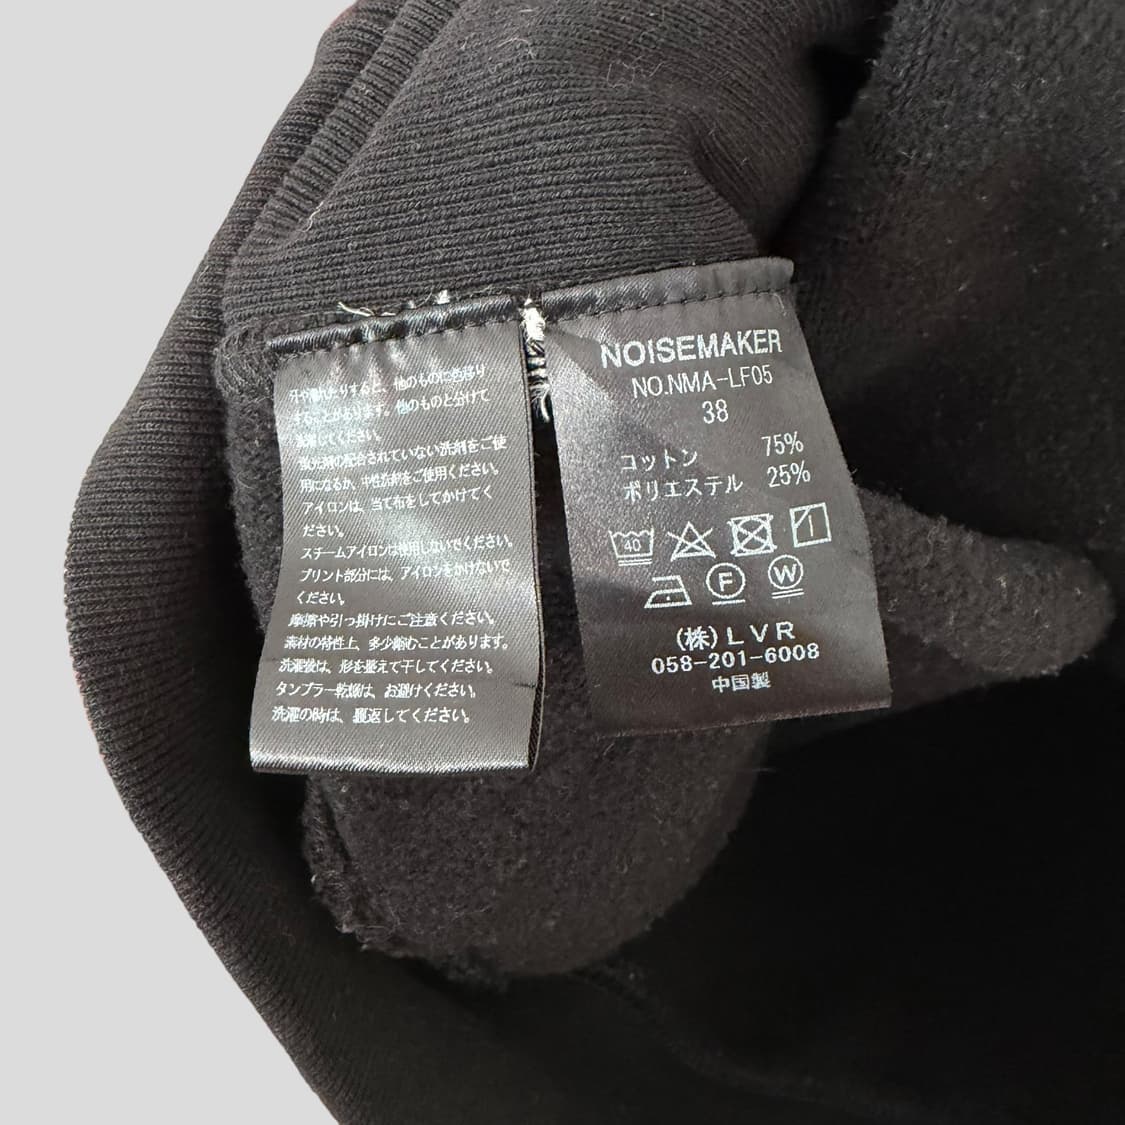 汗や濡れたりすると、他のものに色移り
することがあります。他のものと分けて
洗濯してください。
蛍光剤の配合されていない洗剤をご使
用になるか、中性洗剤をご使用ください。
アイロンは、当て布をしてかけてく
ださい。
スチームアイロンは使用しないでください。
プリント部分には、アイロンをかけないで
ください。
摩擦や引っ掛けにご注意ください。
素材の特性上、多少縮むことがあります。
洗濯後は、形を整えて干してください。
タンブラー乾燥は、お避けください。
洗濯の時は、裏返してください。
NOISEMAKER
NO.NMA-LF05
38
コットン 75%
ポリエステル 25%
40
F W
(株)LVR
058-201-6008
中国製